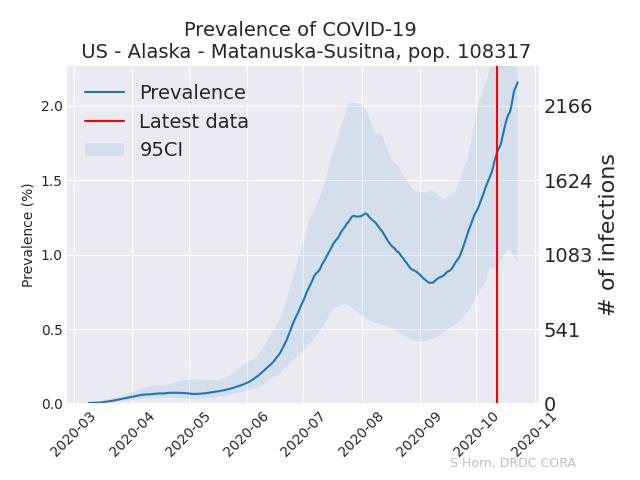 Prevalence of COVID-19
US - Alaska - Matanuska-Susitna, pop. 108317
Prevalence
Latest data
95CI
Prevalence (%)
2.0
1.5
1.0
0.5
0.0
2166
1624
1083
541
0
# of infections
2020-03
2020-04
2020-05
2020-06
2020-07
2020-08
2020-09
2020-10
2020-11
S Horn, DRDC CORA